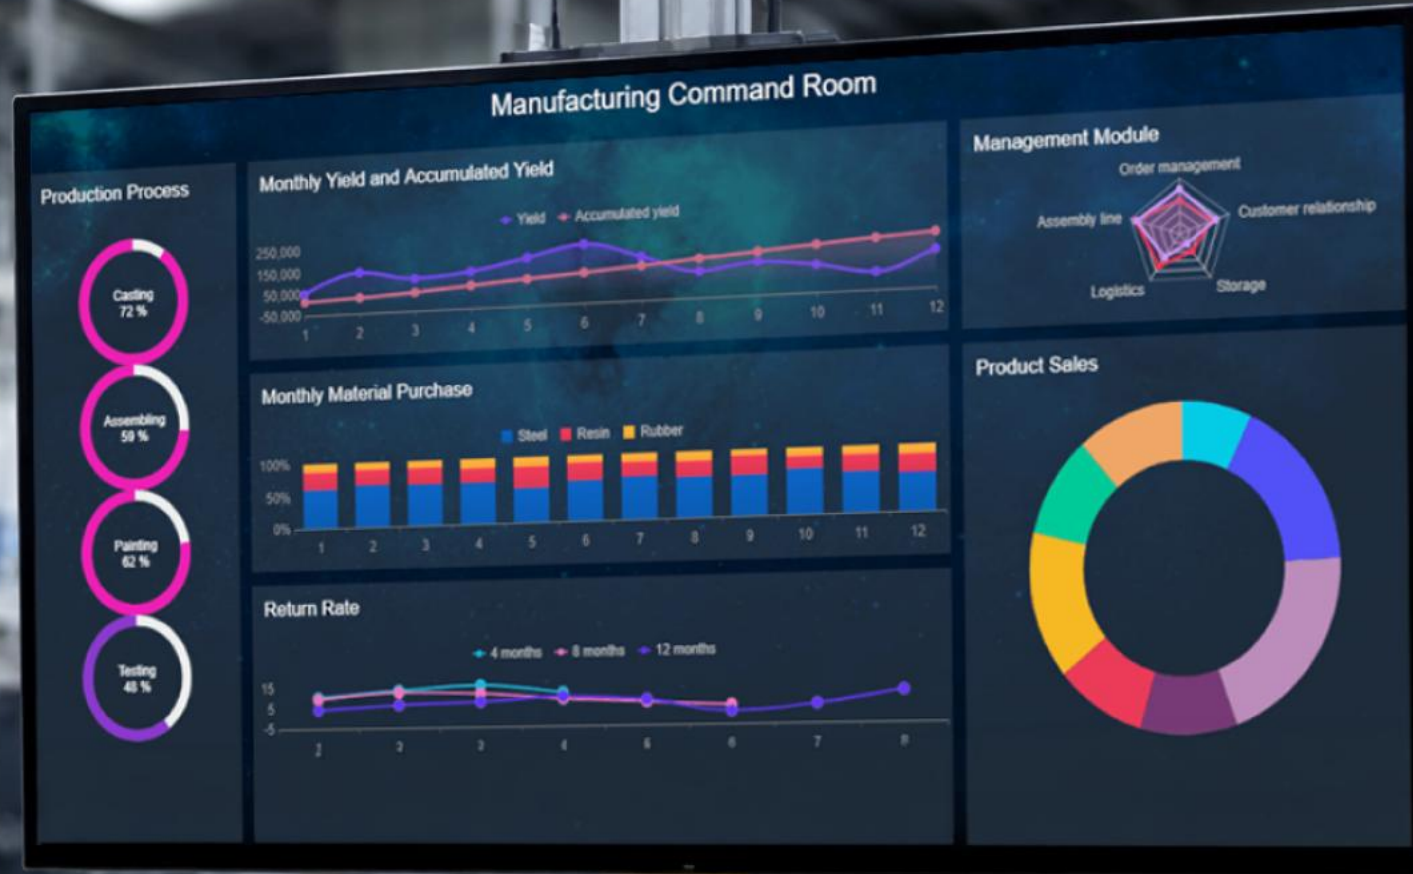 Manufacturing Command Room
Production Process
Casting
72 %
Assembling
59 %
Painting
62 %
Testing
48 %
Monthly Yield and Accumulated Yield
Yield Accumulated yield
250,000
150,000
50,000
-50,000
1 2 3 4 5 6 7 8 9 10 11 12
Monthly Material Purchase
Steel Resin Rubber
100%
50%
0%
1 2 3 4 5 6 7 8 9 10 11 12
Return Rate
4 months 8 months 12 months
15
5
-5
1 2 3 4 5 6 7 8
Management Module
Order management
Assembly line
Customer relationship
Logistics
Storage
Product Sales